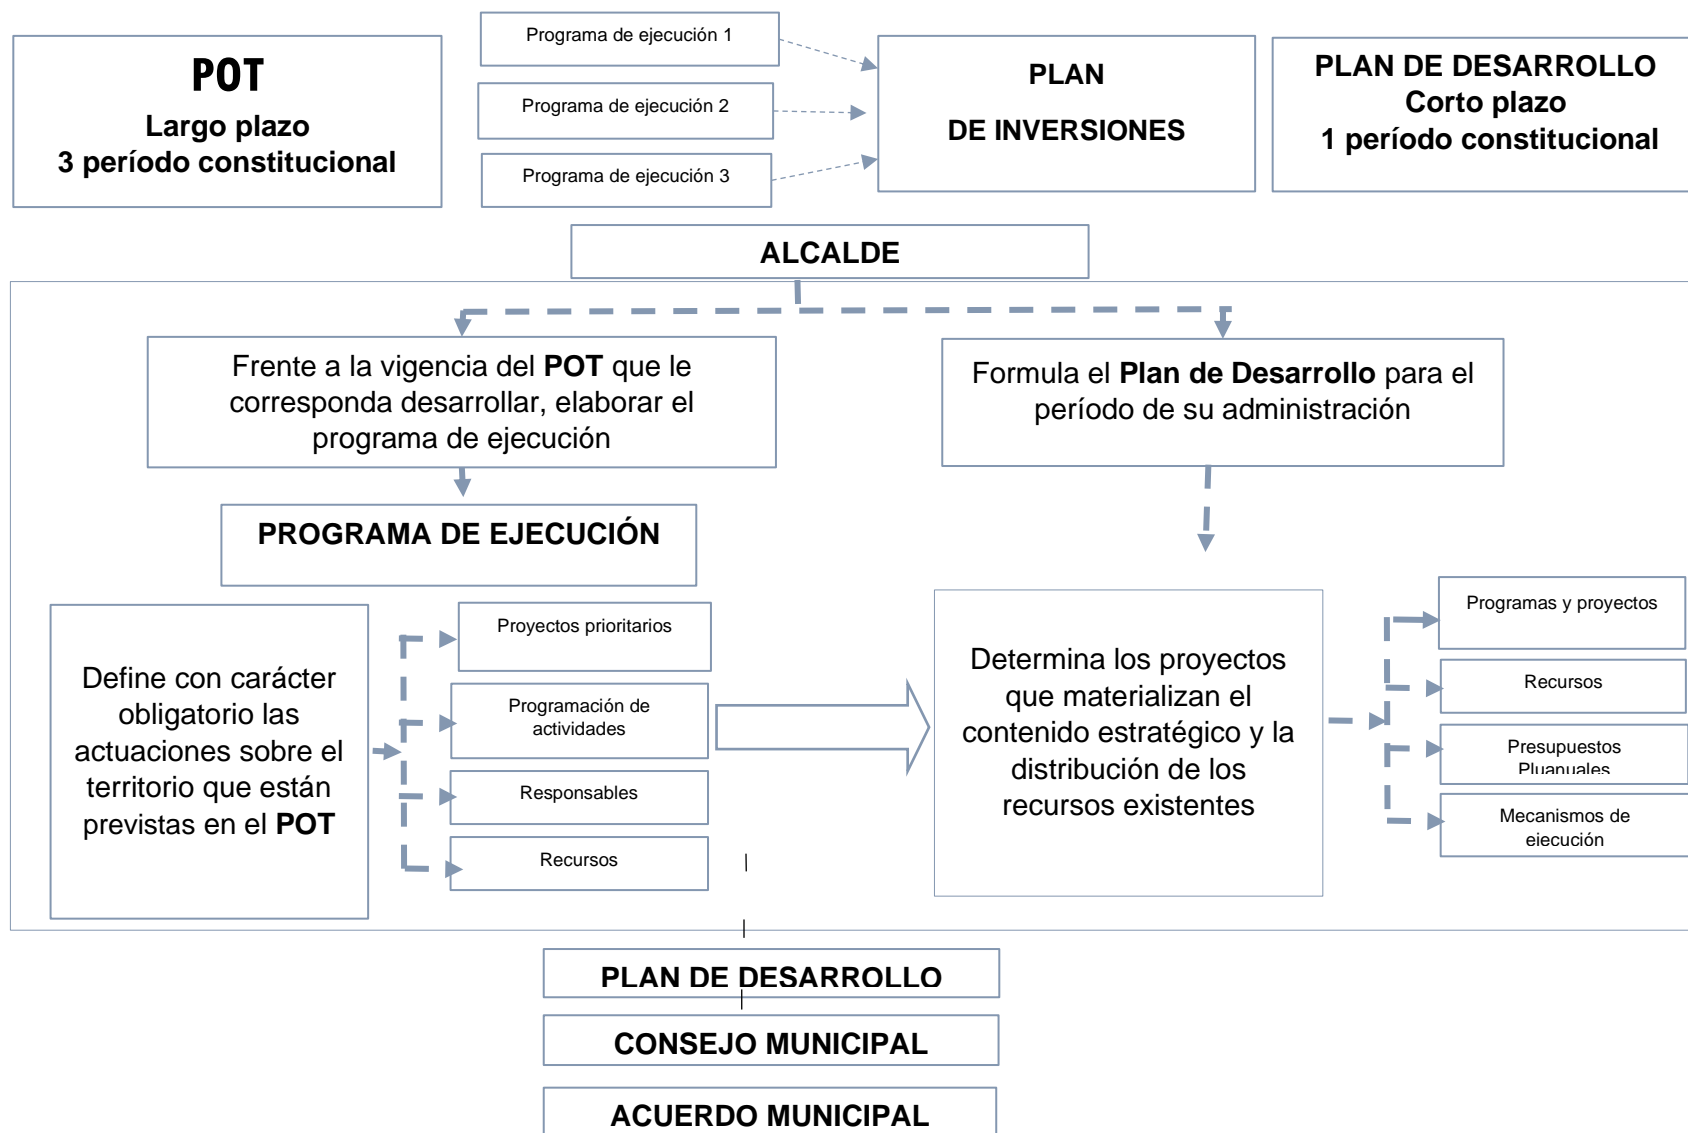 POT
Largo plazo
3 período constitucional
Programa de ejecución 1
Programa de ejecución 2
Programa de ejecución 3
PLAN
DE INVERSIONES
PLAN DE DESARROLLO
Corto plazo
1 período constitucional
ALCALDE
Frente a la vigencia del POT que le
corresponda desarrollar, elaborar el
programa de ejecución
Formula el Plan de Desarrollo para el
período de su administración
PROGRAMA DE EJECUCIÓN
Define con carácter
obligatorio las
actuaciones sobre el
territorio que están
previstas en el POT
Proyectos prioritarios
Programación de
actividades
Responsables
Recursos
Determina los proyectos
que materializan el
contenido estratégico y la
distribución de los
recursos existentes
Programas y proyectos
Recursos
Presupuestos
Pluanuales
Mecanismos de
ejecución
PLAN DE DESARROLLO
CONSEJO MUNICIPAL
ACUERDO MUNICIPAL